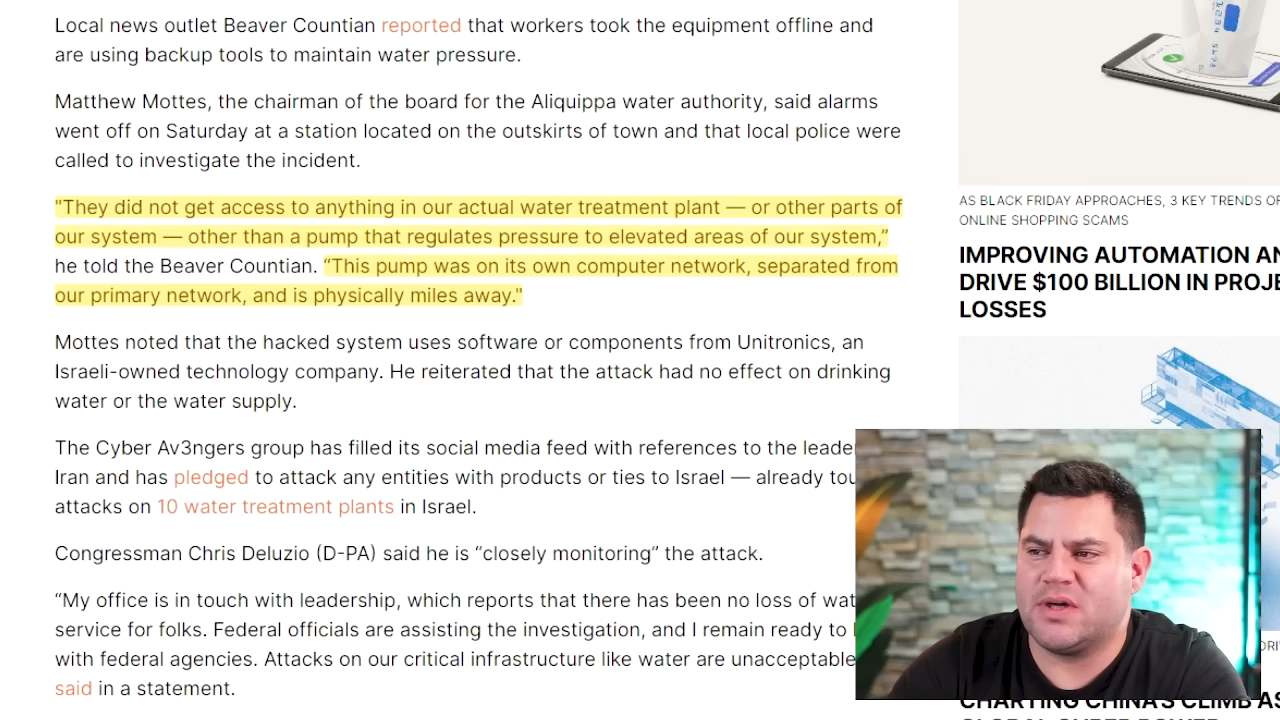 Local news outlet Beaver Countian reported that workers took the equipment offline and
are using backup tools to maintain water pressure.
Matthew Mottes, the chairman of the board for the Aliquippa water authority, said alarms
went off on Saturday at a station located on the outskirts of town and that local police were
called to investigate the incident.
"They did not get access to anything in our actual water treatment plant — or other parts of
our system — other than a pump that regulates pressure to elevated areas of our system,”
he told the Beaver Countian. “This pump was on its own computer network, separated from
our primary network, and is physically miles away."
Mottes noted that the hacked system uses software or components from Unitronics, an
Israeli-owned technology company. He reiterated that the attack had no effect on drinking
water or the water supply.
The Cyber Av3ngers group has filled its social media feed with references to the leader
Iran and has pledged to attack any entities with products or ties to Israel — already tou
attacks on 10 water treatment plants in Israel.
Congressman Chris Deluzio (D-PA) said he is “closely monitoring” the attack.
“My office is in touch with leadership, which reports that there has been no loss of wat
service for folks. Federal officials are assisting the investigation, and I remain ready to
with federal agencies. Attacks on our critical infrastructure like water are unacceptable
said in a statement.
AS BLACK FRIDAY APPROACHES, 3 KEY TRENDS OF
ONLINE SHOPPING SCAMS
IMPROVING AUTOMATION AN
DRIVE $100 BILLION IN PROJE
LOSSES
CHARTING CHINA'S CLIMB AS
GLOBAL SUPER POWER